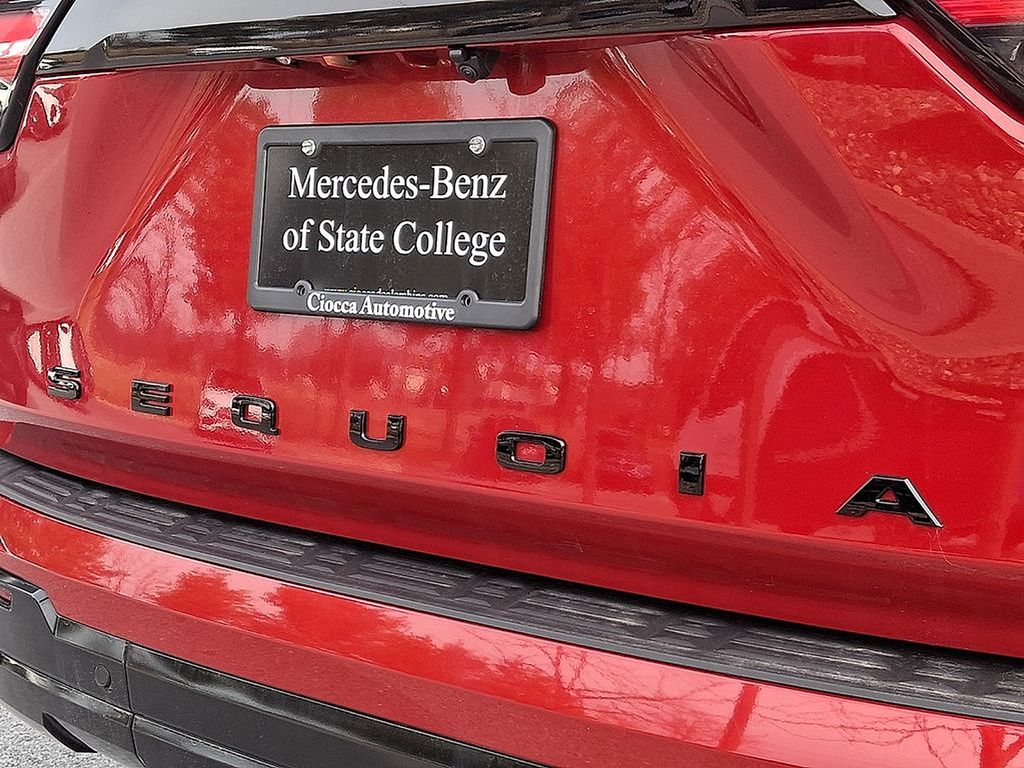 Mercedes-Benz
of State College
Ciocca Automotive
SEQUOIA